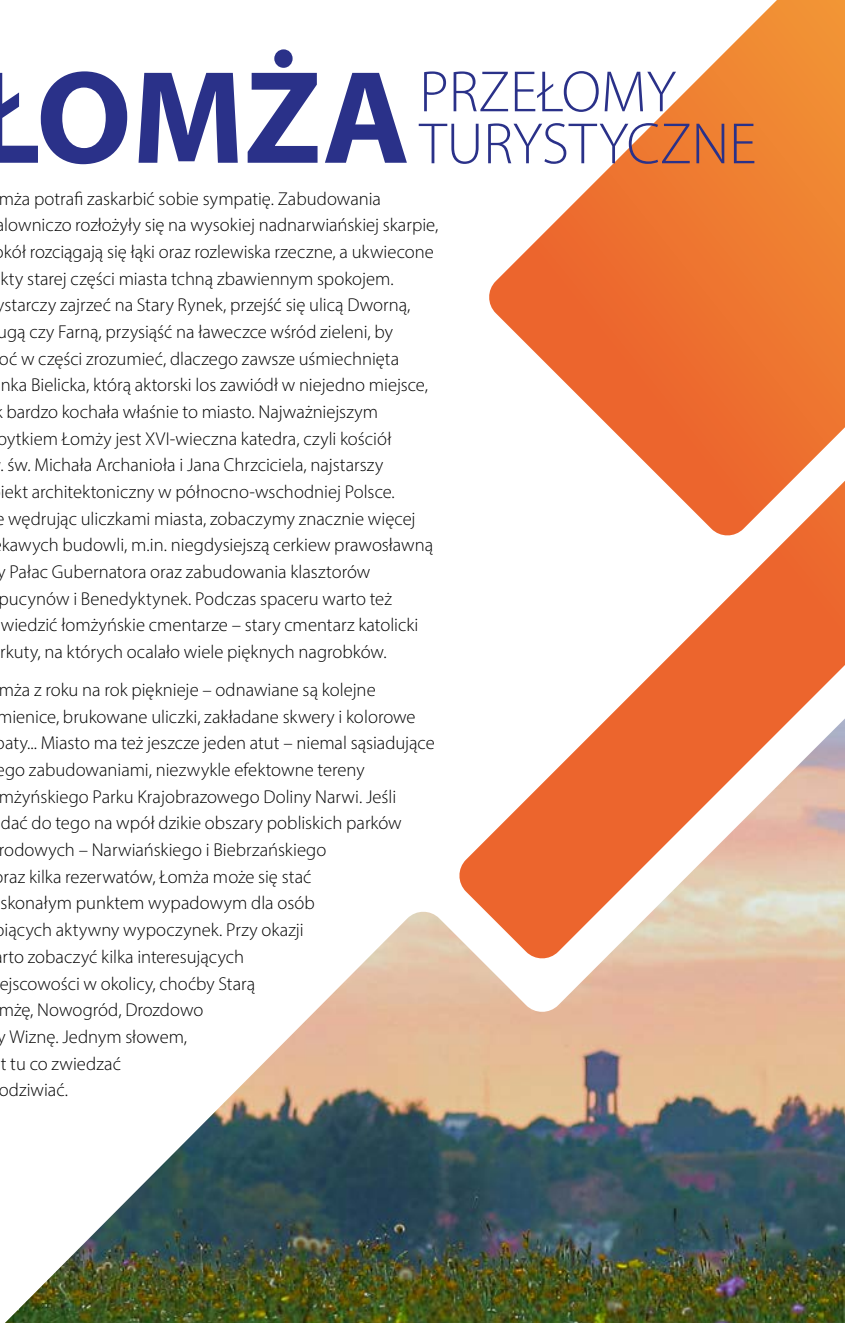 ŁOMŻA PRZEŁOMY
TURYSTYCZNE
mża potrafi zaskarbić sobie sympatię. Zabudowania
alowniczo rozłożyły się na wysokiej nadnarwiańskiej skarpie,
okół rozciągają się łąki oraz rozlewiska rzeczne, a ukwiecone
kty starej części miasta tchną zbawiennym spokojem.
ystarczy zajrzeć na Stary Rynek, przejść się ulicą Dworną,
ugą czy Farną, przysiąść na ławeczce wśród zieleni, by
oć w części zrozumieć, dlaczego zawsze uśmiechnięta
nka Bielicka, którą aktorski los zawiódł w niejedno miejsce,
k bardzo kochała właśnie to miasto. Najważniejszym
bytkiem Łomży jest XVI-wieczna katedra, czyli kościół
. św. Michała Archanioła i Jana Chrzciciela, najstarszy
iekt architektoniczny w północno-wschodniej Polsce.
e wędrując uliczkami miasta, zobaczymy znacznie więcej
ekawych budowli, m.in. niegdysiejszą cerkiew prawosławną
y Pałac Gubernatora oraz zabudowania klasztorów
pucynów i Benedyktynek. Podczas spaceru warto też
wiedzić łomżyńskie cmentarze – stary cmentarz katolicki
rkuty, na których ocalało wiele pięknych nagrobków.
mża z roku na rok pięknieje – odnawiane są kolejne
mienice, brukowane uliczki, zakładane skwery i kolorowe
baty... Miasto ma też jeszcze jeden atut – niemal sąsiadujące
ego zabudowaniami, niezwykle efektowne tereny
mżyńskiego Parku Krajobrazowego Doliny Narwi. Jeśli
dać do tego na wpół dzikie obszary pobliskich parków
rodowych – Narwiańskiego i Biebrzańskiego
oraz kilka rezerwatów, Łomża może się stać
skonałym punktem wypadowym dla osób
biących aktywny wypoczynek. Przy okazji
arto zobaczyć kilka interesujących
ejscowości w okolicy, choćby Starą
mżę, Nowogród, Drozdowo
y Wiznę. Jednym słowem,
t tu co zwiedzać
odziwiać.